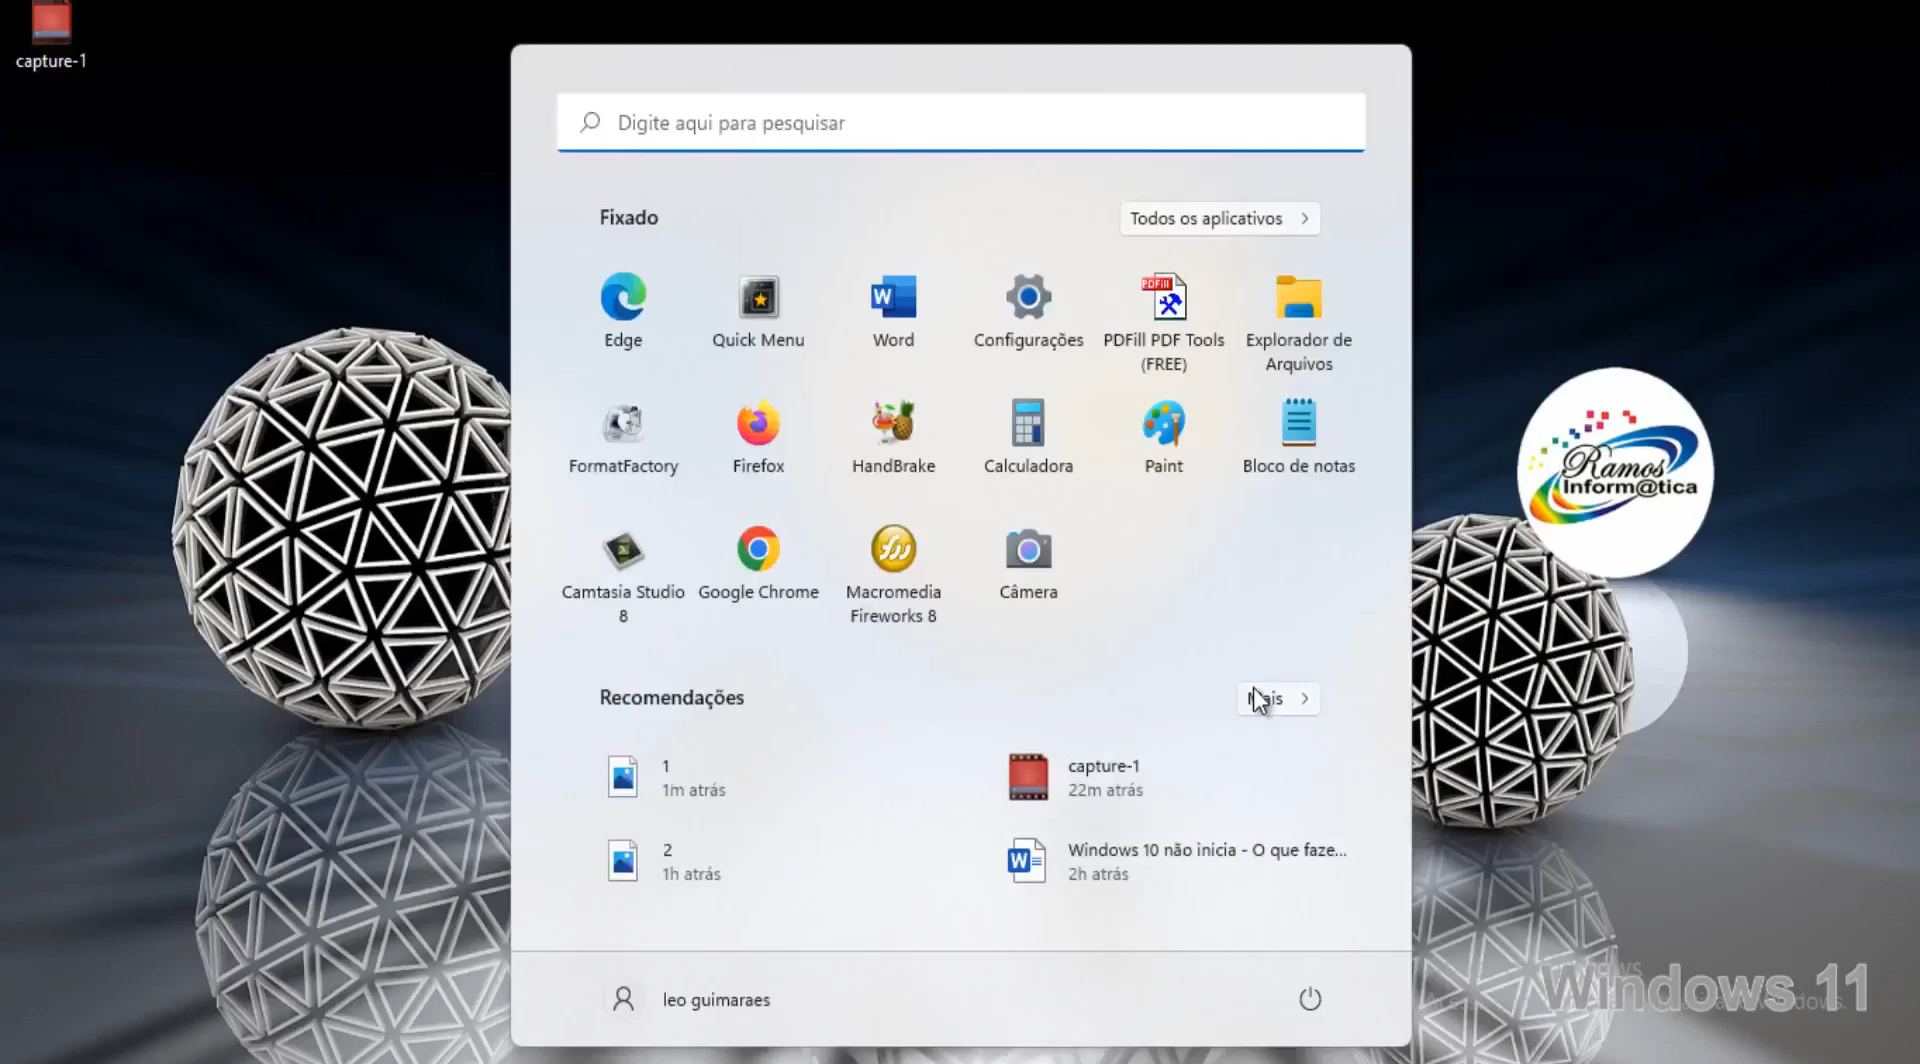 capture-1
Digite aqui para pesquisar
Fixado
Todos os aplicativos
Edge
Quick Menu
Word
Configurações
PDFill
PDFill PDF Tools
(FREE)
Explorador de
Arquivos
FormatFactory
Firefox
HandBrake
Calculadora
Paint
Bloco de notas
Camtasia Studio
8
Google Chrome
Macromedia
Fireworks 8
Câmera
Ramos
Inform@tica
Recomendações
1
1m atrás
capture-1
22m atrás
2
1h atrás
Windows 10 não inicia - O que faze...
2h atrás
leo guimaraes
Windows 11